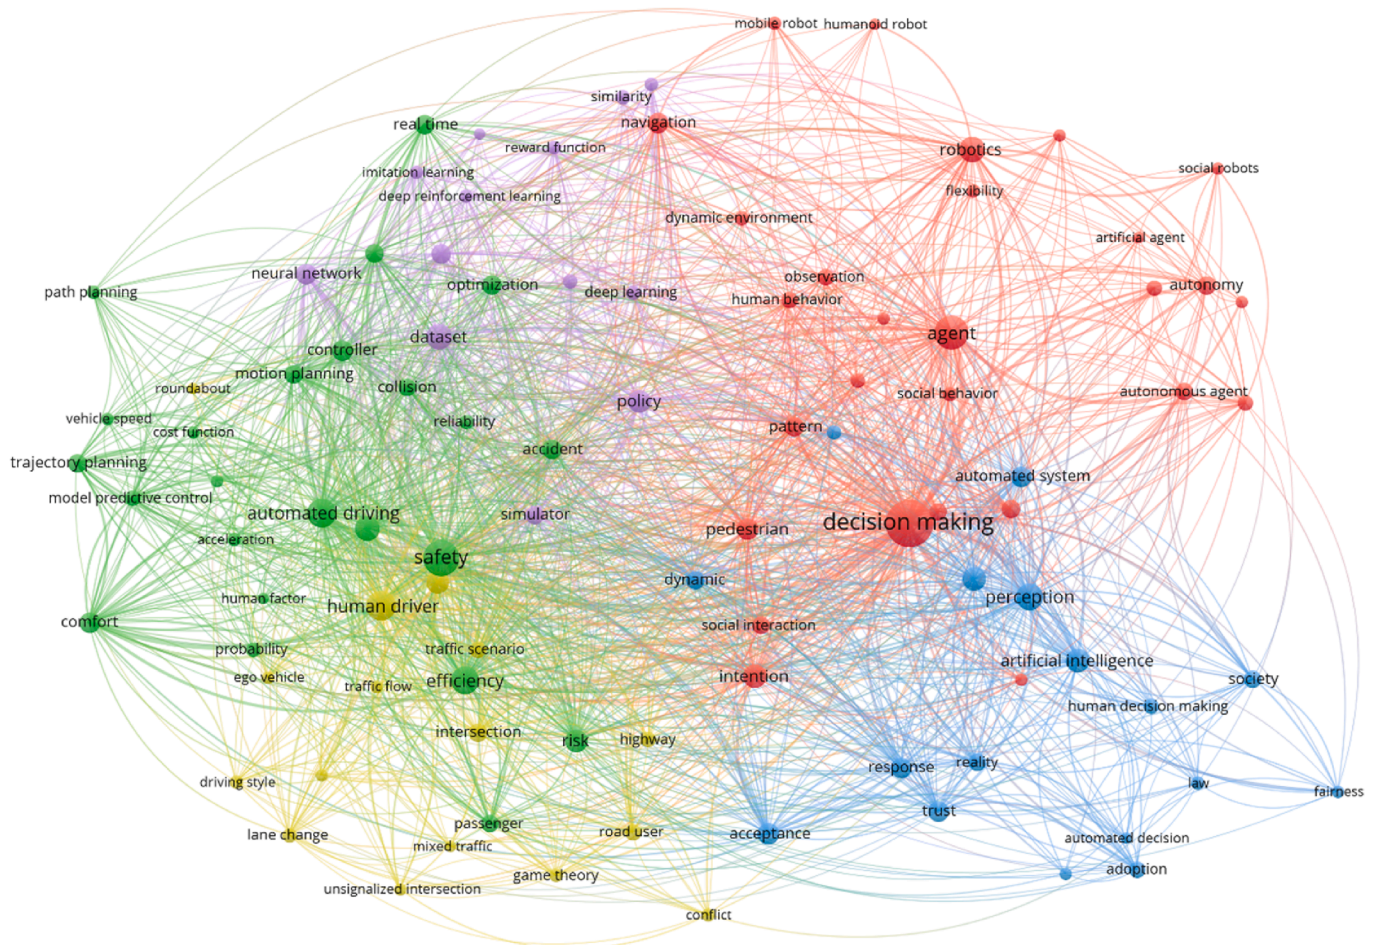 mobile robot
humanoid robot
similarity
real time
navigation
reward function
robotics
imitation learning
social robots
deep reinforcement learning
flexibility
dynamic environment
artificial agent
neural network
observation
path planning
optimization
deep learning
human behavior
autonomy
dataset
agent
controller
motion planning
collision
roundabout
social behavior
autonomous agent
policy
vehicle speed
cost function
reliability
pattern
accident
trajectory planning
automated system
model predictive control
automated driving
simulator
pedestrian
decision making
acceleration
safety
dynamic
human factor
human driver
perception
comfort
social interaction
probability
traffic scenario
artificial intelligence
ego vehicle
traffic flow
efficiency
intention
society
human decision making
intersection
risk
highway
response
reality
driving style
law
fairness
trust
passenger
lane change
road user
acceptance
mixed traffic
automated decision
game theory
adoption
unsignalized intersection
conflict